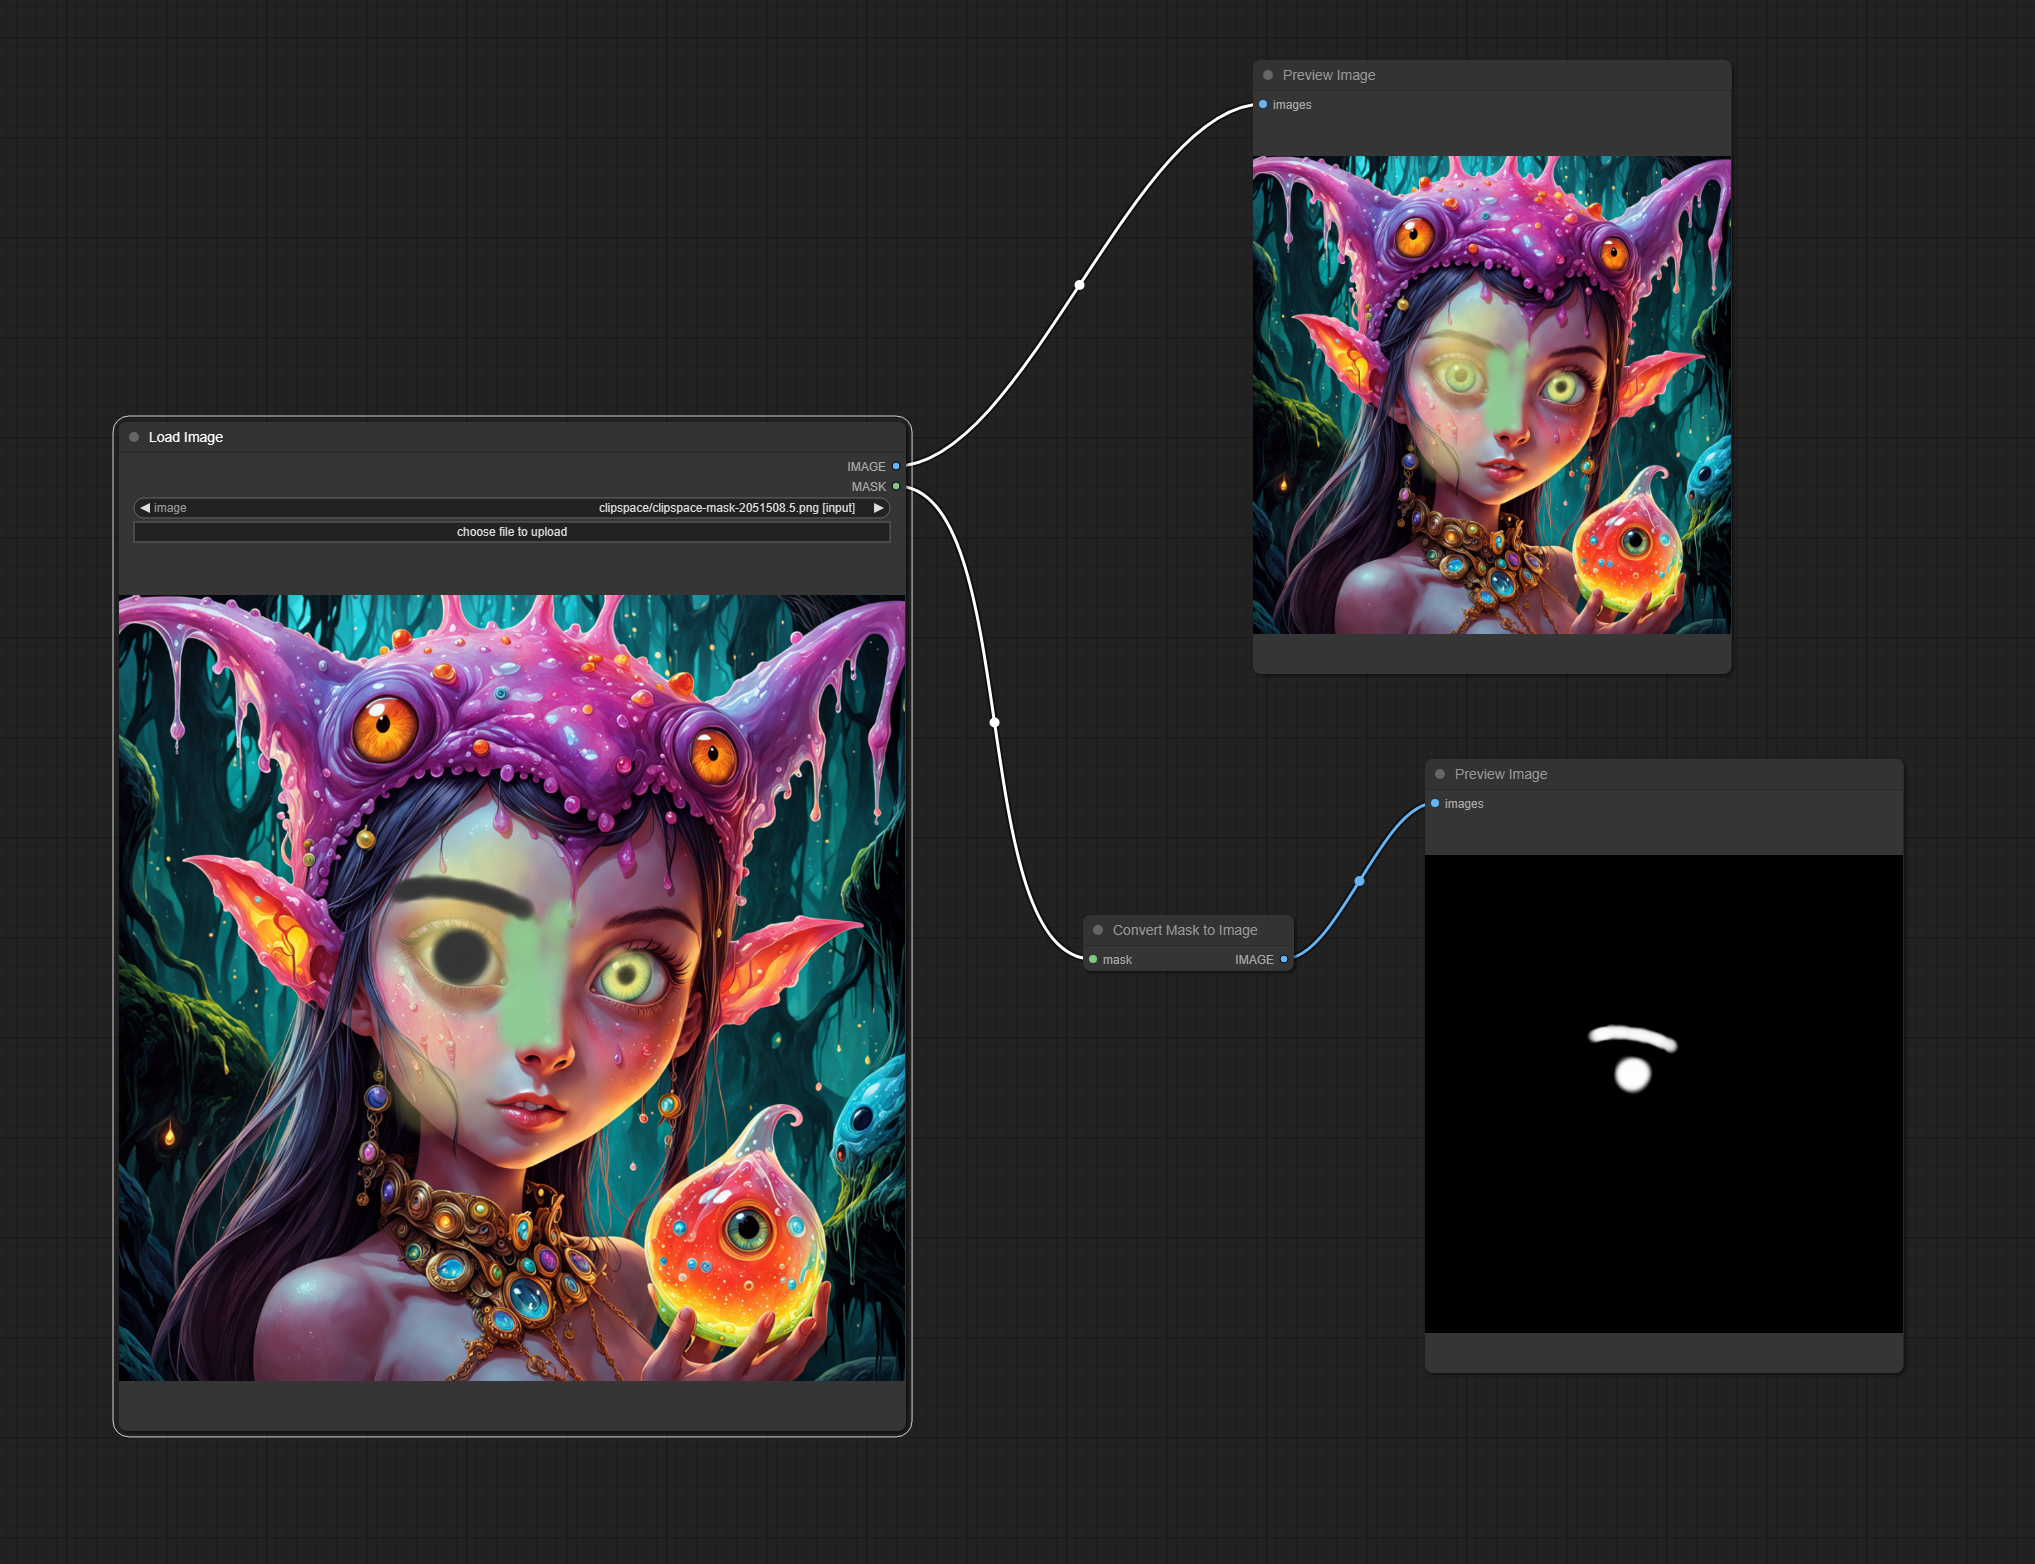 Preview Image
images
Load Image
IMAGE
MASK
image clipspace/clipspace-mask-2051508.5.png [input]
choose file to upload
Preview Image
images
Convert Mask to Image
mask IMAGE